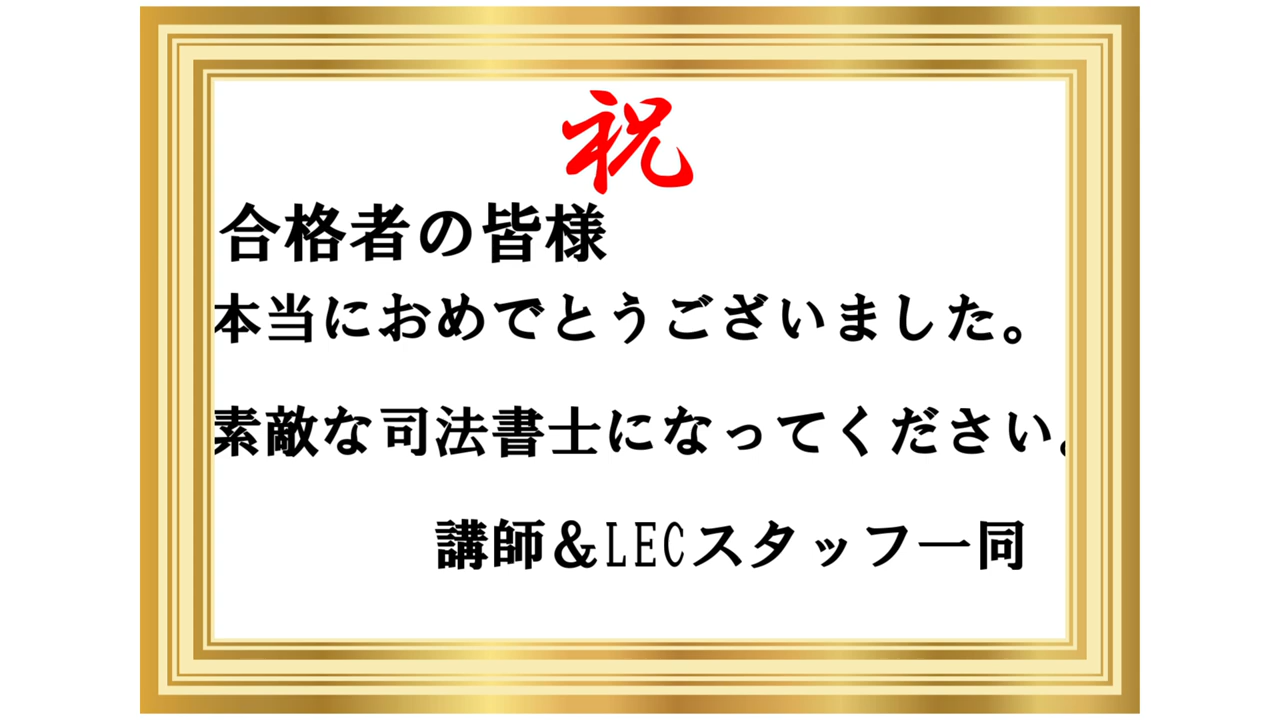 祝
合格者の皆様
本当におめでとうございました。
素敵な司法書士になってください。
講師＆LECスタッフ一同